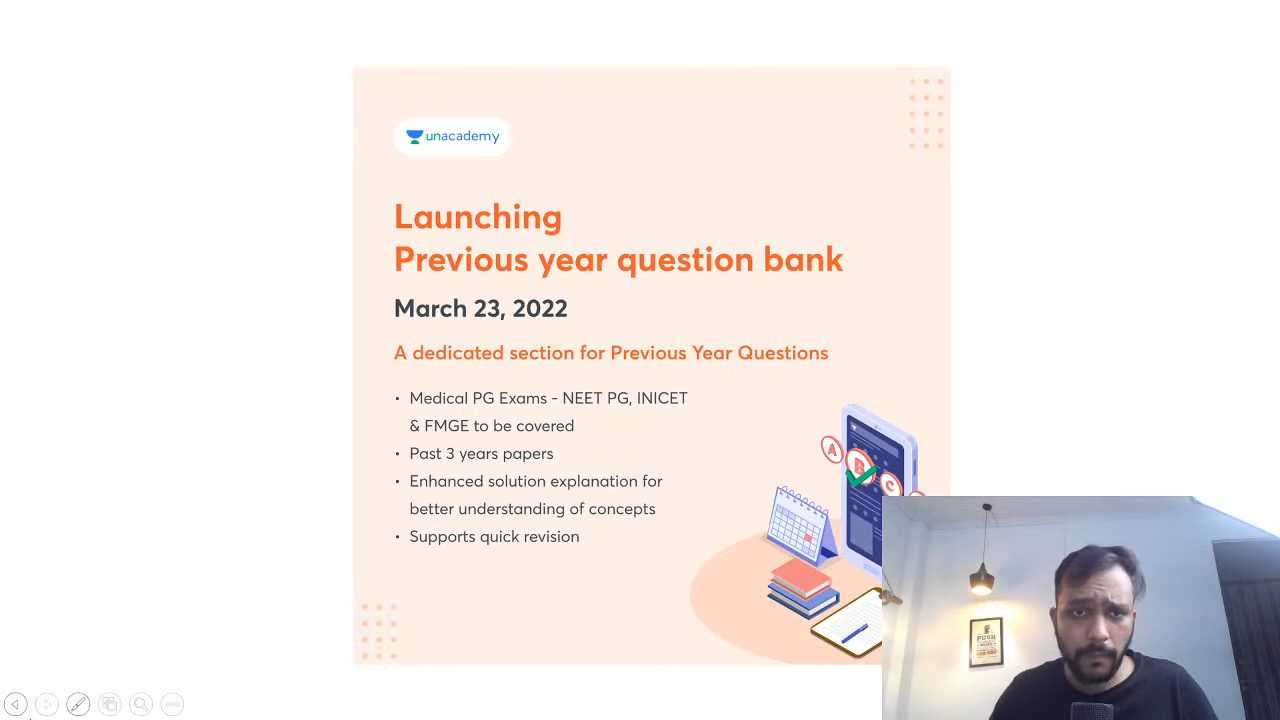 unacademy
Launching
Previous year question bank
March 23, 2022
A dedicated section for Previous Year Questions
• Medical PG Exams - NEET PG, INICET
& FMGE to be covered
• Past 3 years papers
• Enhanced solution explanation for
better understanding of concepts
• Supports quick revision
A
B
C
PUSH